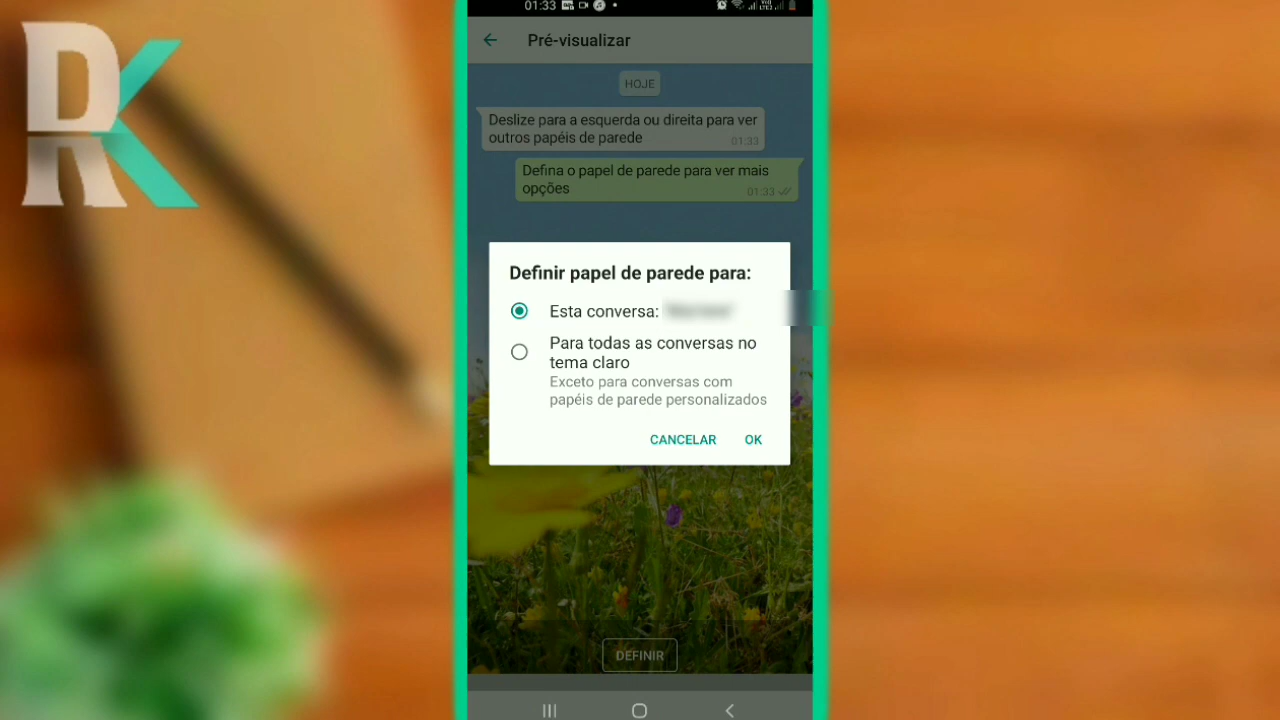 DK
R
01:33
Pré-visualizar
HOJE
Deslize para a esquerda ou direita para ver
outros papéis de parede
01:33
Defina o papel de parede para ver mais
opções
01:33
Definir papel de parede para:
Esta conversa:
Para todas as conversas no
tema claro
Exceto para conversas com
papéis de parede personalizados
CANCELAR
OK
DEFINIR